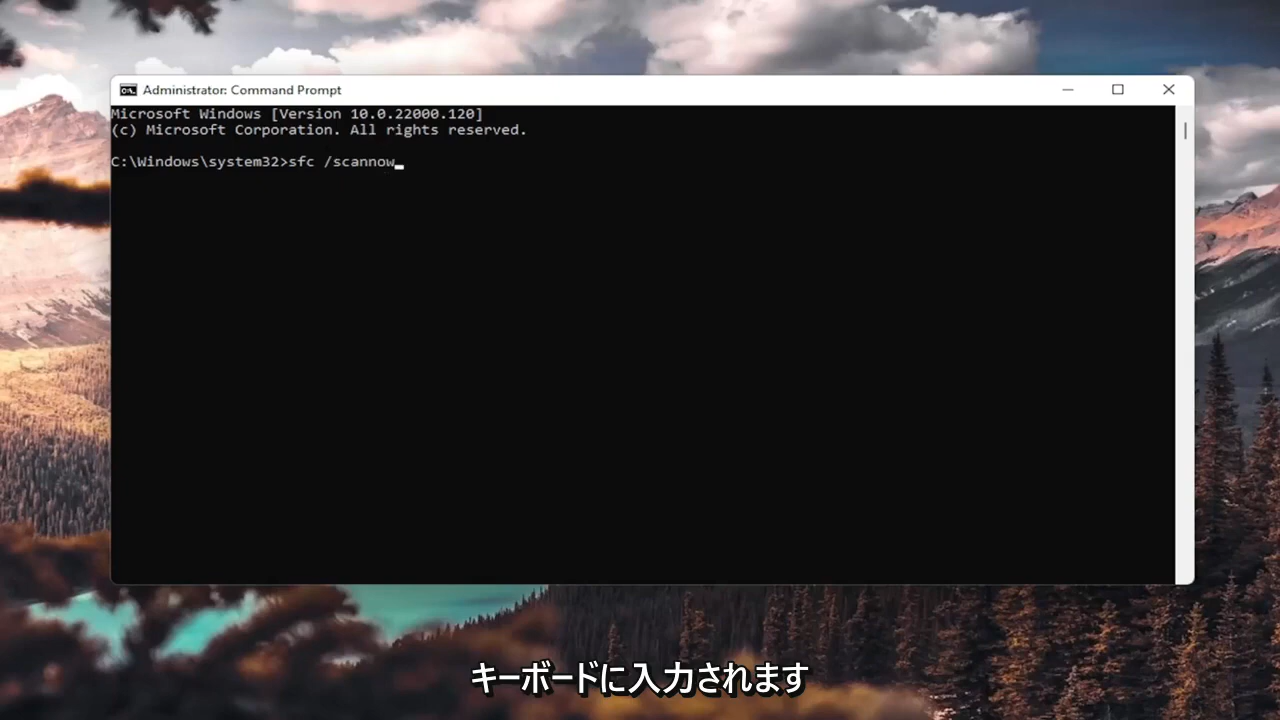 Administrator: Command Prompt
Microsoft Windows [Version 10.0.22000.120]
(c) Microsoft Corporation. All rights reserved.
C:\Windows\system32>sfc /scannow
キーボードに入力されます